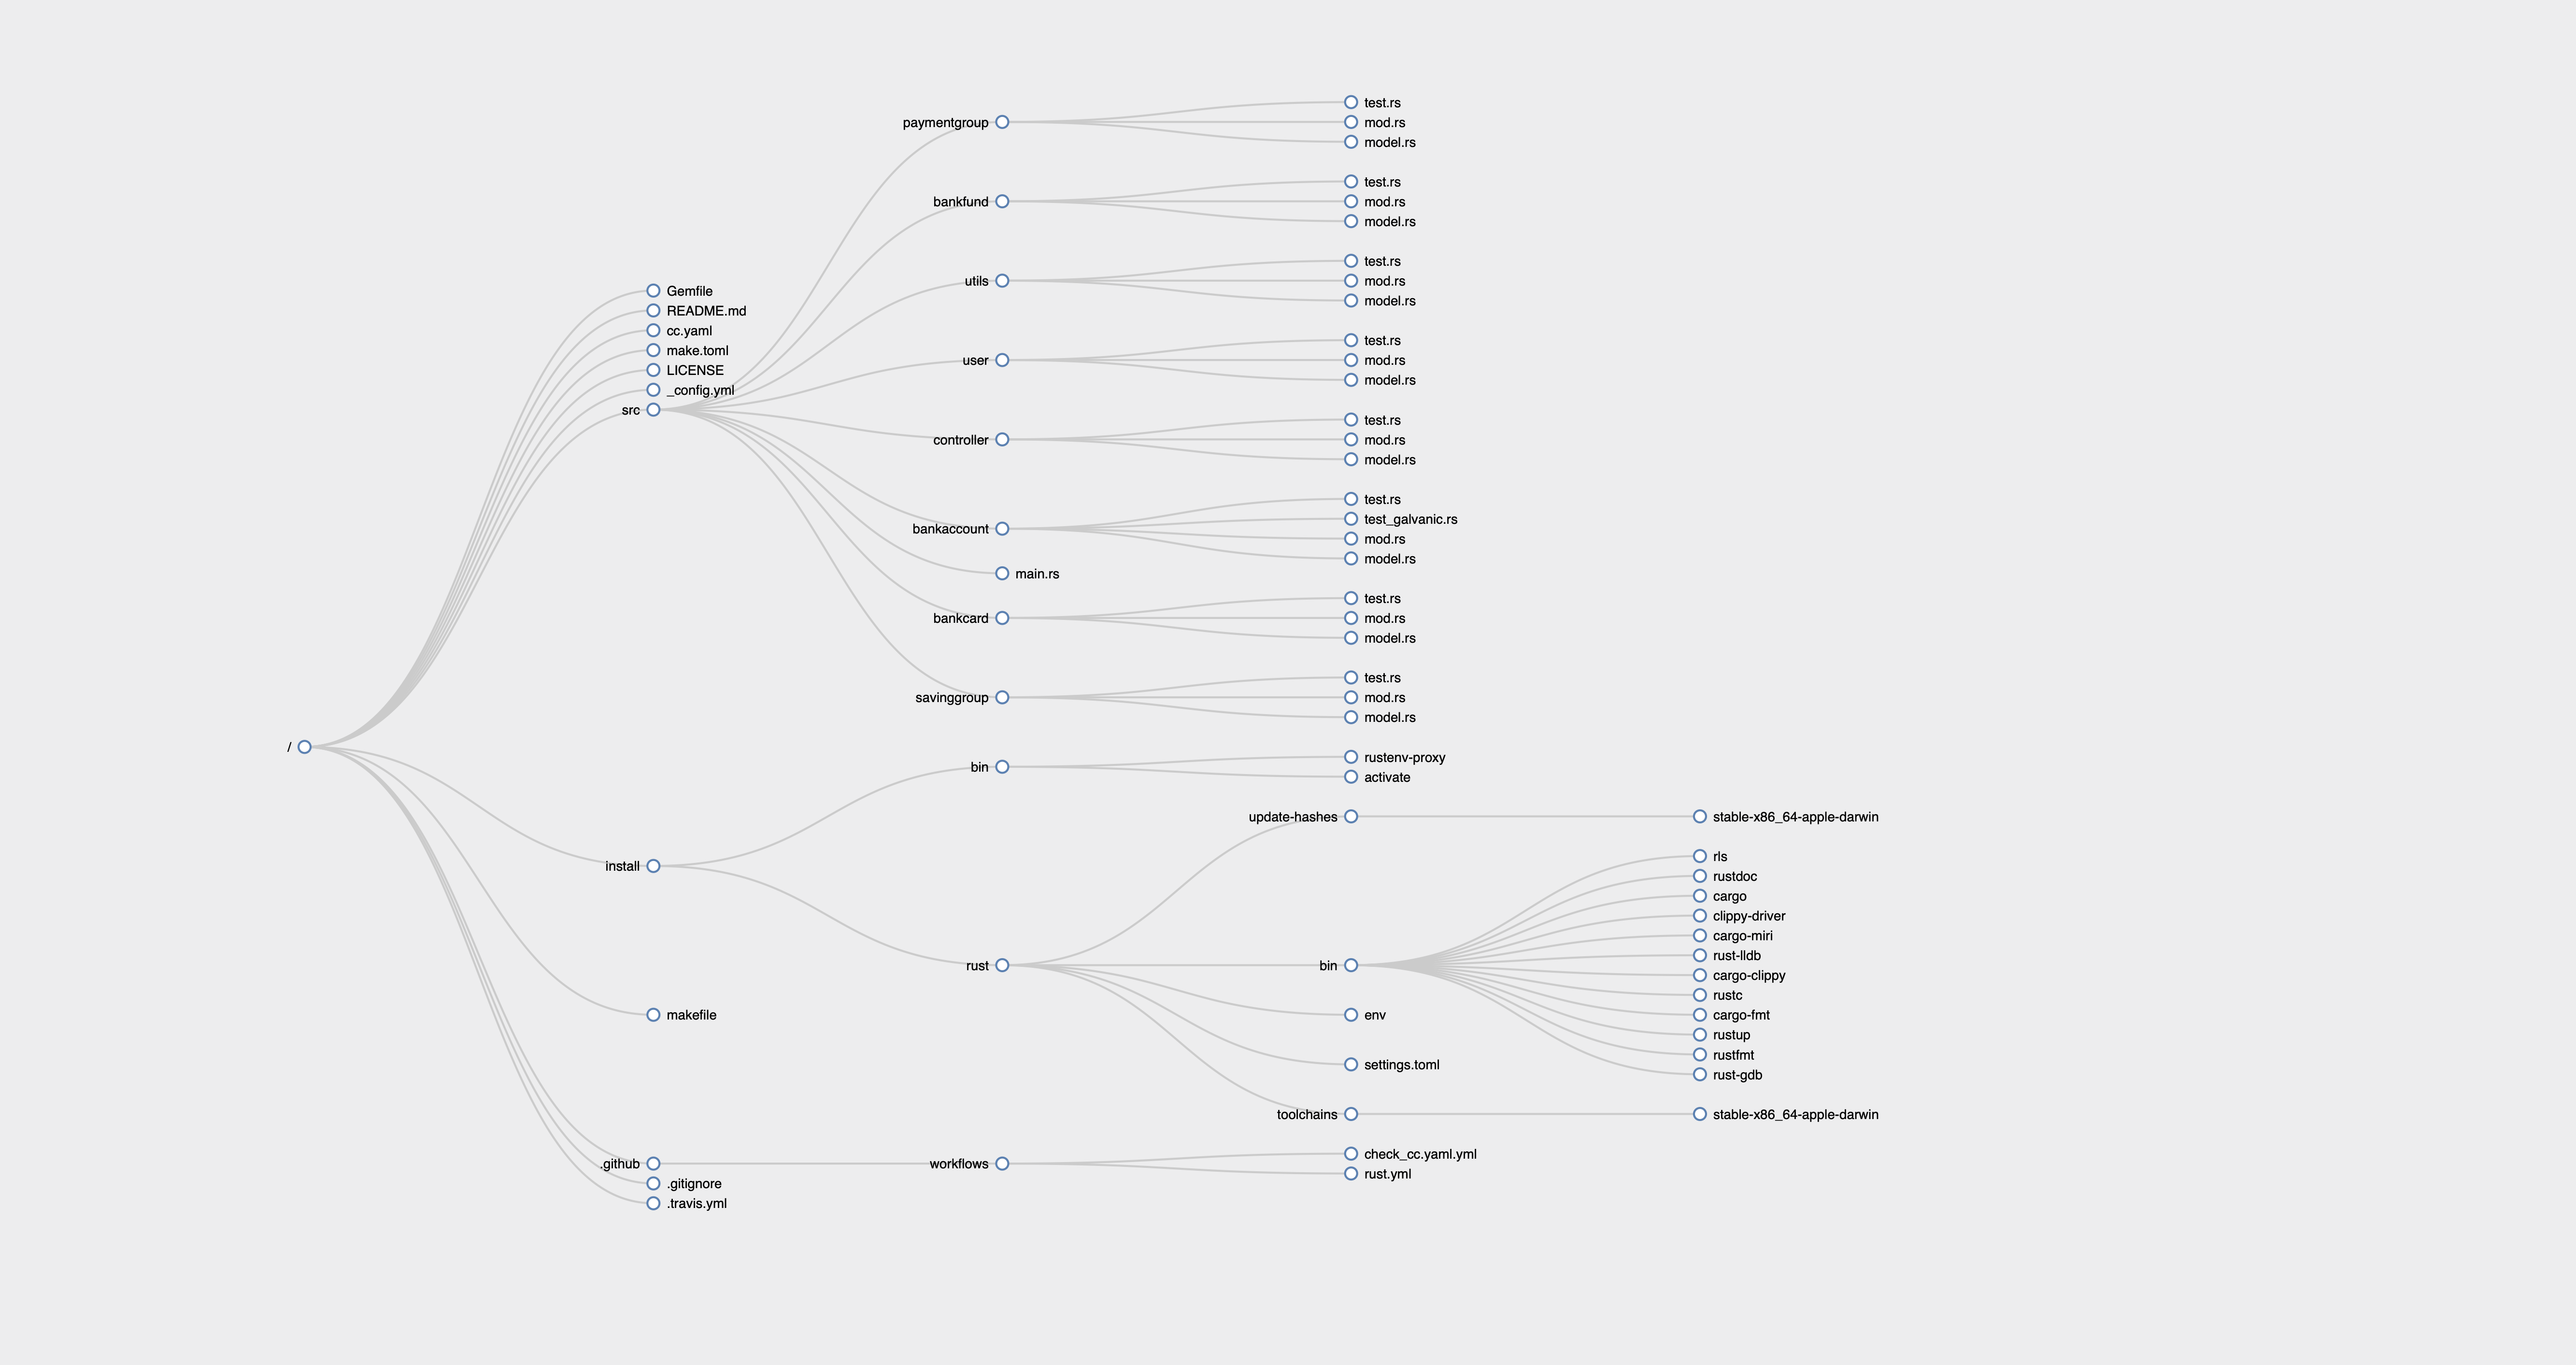 /
Gemfile
README.md
cc.yaml
make.toml
LICENSE
_config.yml
src
paymentgroup
test.rs
mod.rs
model.rs
bankfund
test.rs
mod.rs
model.rs
utils
test.rs
mod.rs
model.rs
user
test.rs
mod.rs
model.rs
controller
test.rs
mod.rs
model.rs
bankaccount
test.rs
test_galvanic.rs
mod.rs
model.rs
main.rs
bankcard
test.rs
mod.rs
model.rs
savinggroup
test.rs
mod.rs
model.rs
install
bin
rustenv-proxy
activate
rust
update-hashes
stable-x86_64-apple-darwin
bin
rls
rustdoc
cargo
clippy-driver
cargo-miri
rust-lldb
cargo-clippy
rustc
cargo-fmt
rustup
rustfmt
rust-gdb
env
settings.toml
toolchains
stable-x86_64-apple-darwin
makefile
.github
workflows
check_cc.yaml.yml
rust.yml
.gitignore
.travis.yml